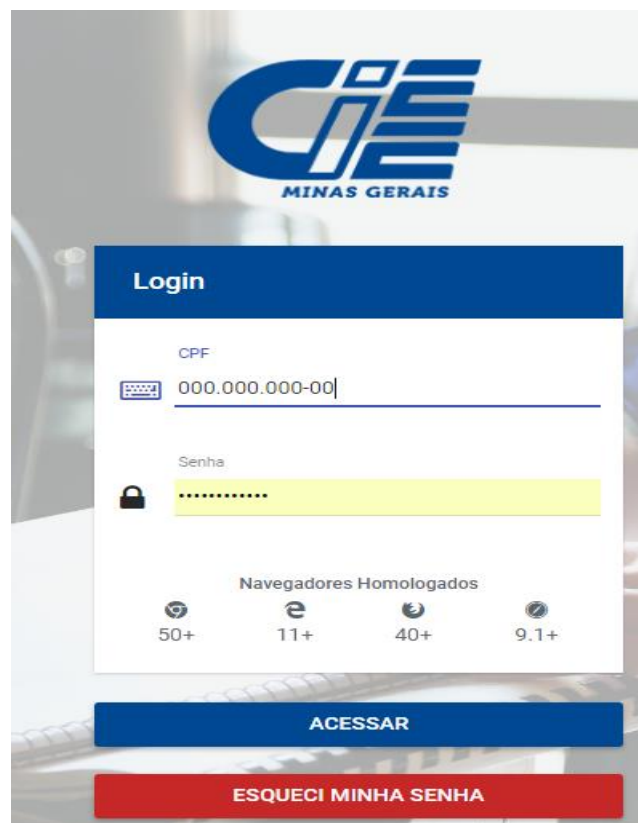 CIEE
MINAS GERAIS
Login
CPF
000.000.000-00
Senha
••••••••••••
Navegadores Homologados
50+ 11+ 40+ 9.1+
ACESSAR
ESQUECI MINHA SENHA